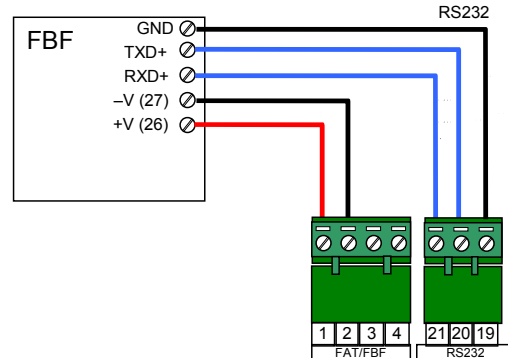 RS232
FBF
GND
TXD+
RXD+
–V (27)
+V (26)
1 2 3 4
21 20 19
FAT/FBF
RS232